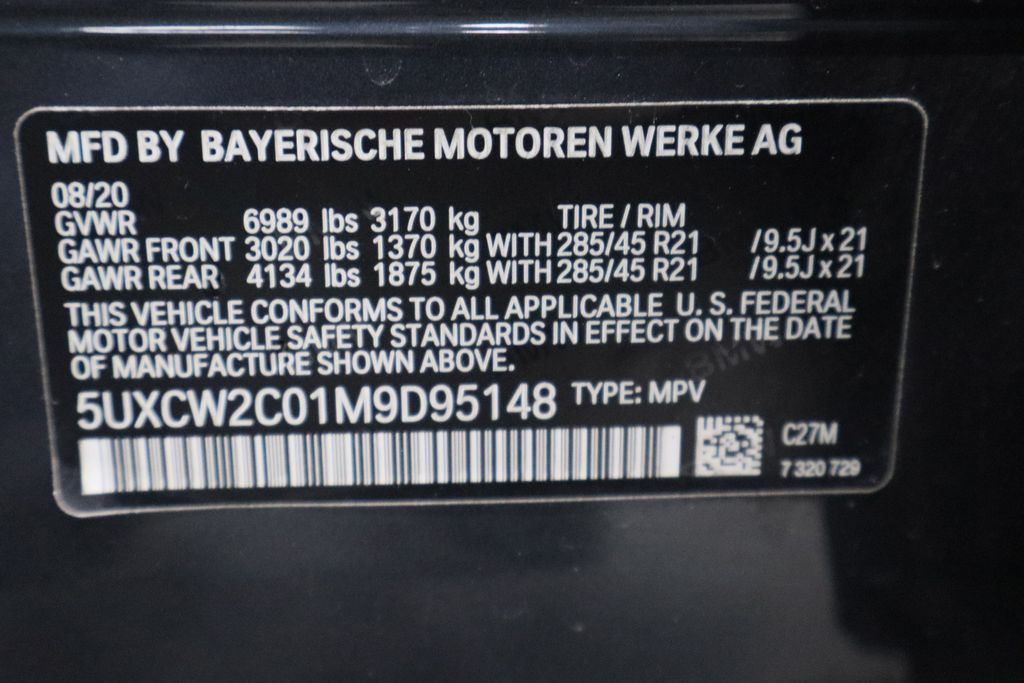 MFD BY BAYERISCHE MOTOREN WERKE AG
08/20
GVWR 6989 lbs 3170 kg TIRE / RIM
GAWR FRONT 3020 lbs 1370 kg WITH 285/45 R21 /9.5J x 21
GAWR REAR 4134 lbs 1875 kg WITH 285/45 R21 /9.5J x 21
THIS VEHICLE CONFORMS TO ALL APPLICABLE U. S. FEDERAL
MOTOR VEHICLE SAFETY STANDARDS IN EFFECT ON THE DATE
OF MANUFACTURE SHOWN ABOVE.
5UXCW2C01M9D95148 TYPE: MPV
C27M
7 320 729